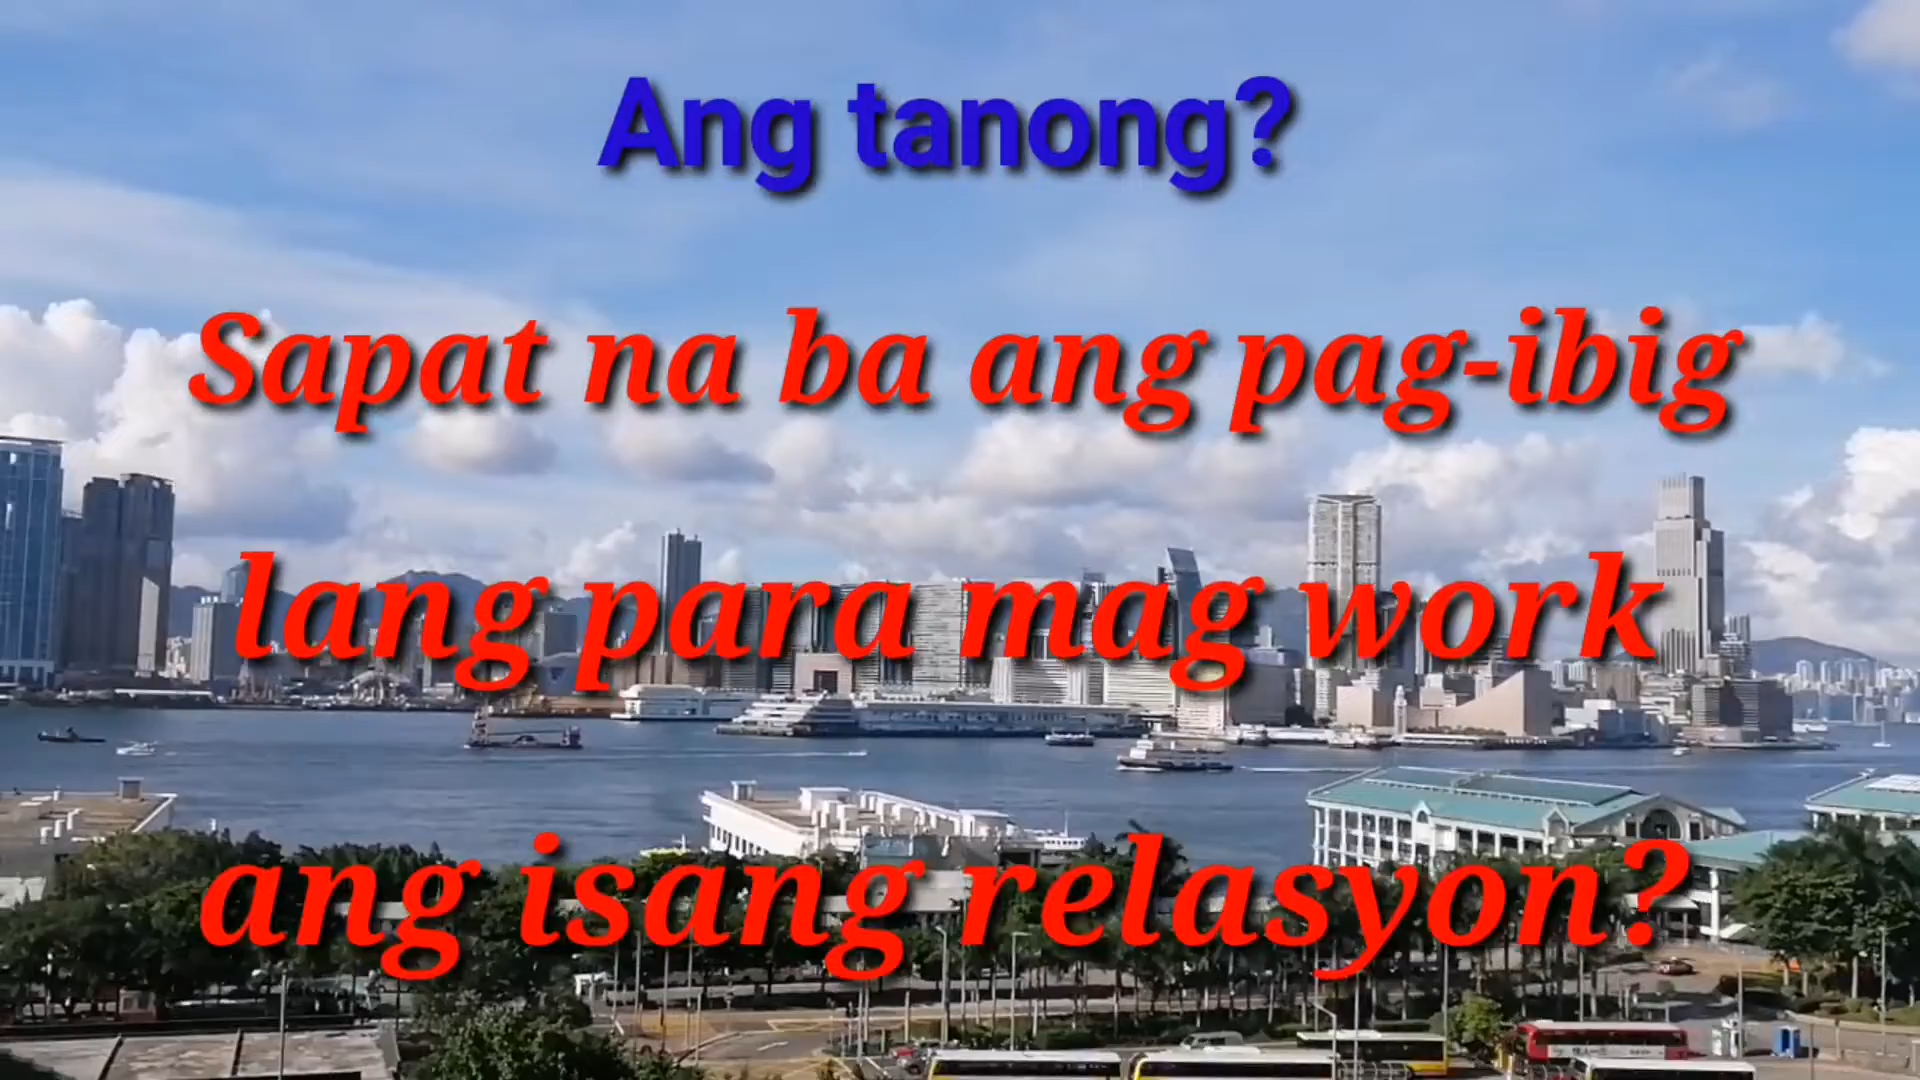 Ang tanong?
Sapat na ba ang pag-ibig
lang para mag work
ang isang relasyon?